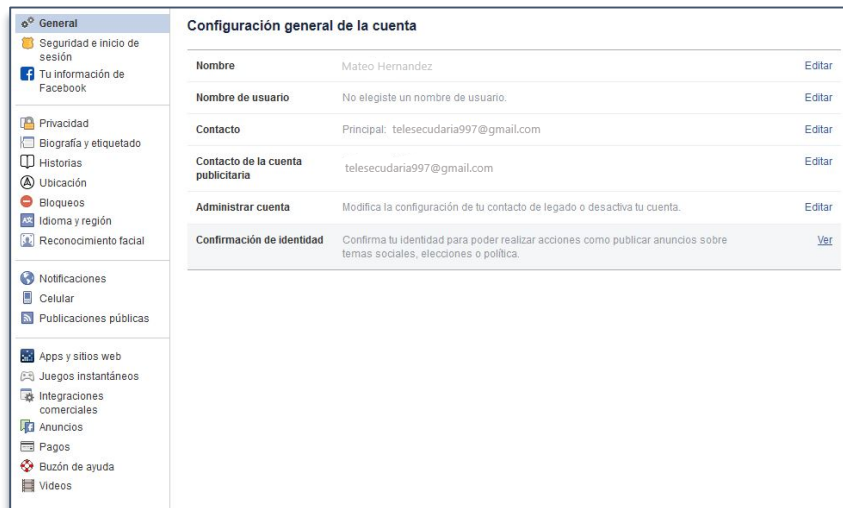 General
Seguridad e inicio de
sesión
Tu información de
Facebook
Privacidad
Biografía y etiquetado
Historias
Ubicación
Bloqueos
Idioma y región
Reconocimiento facial
Notificaciones
Celular
Publicaciones públicas
Apps y sitios web
Juegos instantáneos
Integraciones
comerciales
Anuncios
Pagos
Buzón de ayuda
Videos
Configuración general de la cuenta
Nombre Mateo Hernandez Editar
Nombre de usuario No elegiste un nombre de usuario. Editar
Contacto Principal: telesecudaria997@gmail.com Editar
Contacto de la cuenta
publicitaria telesecudaria997@gmail.com Editar
Administrar cuenta Modifica la configuración de tu contacto de legado o desactiva tu cuenta. Editar
Confirmación de identidad Confirma tu identidad para poder realizar acciones como publicar anuncios sobre Ver
temas sociales, elecciones o política.